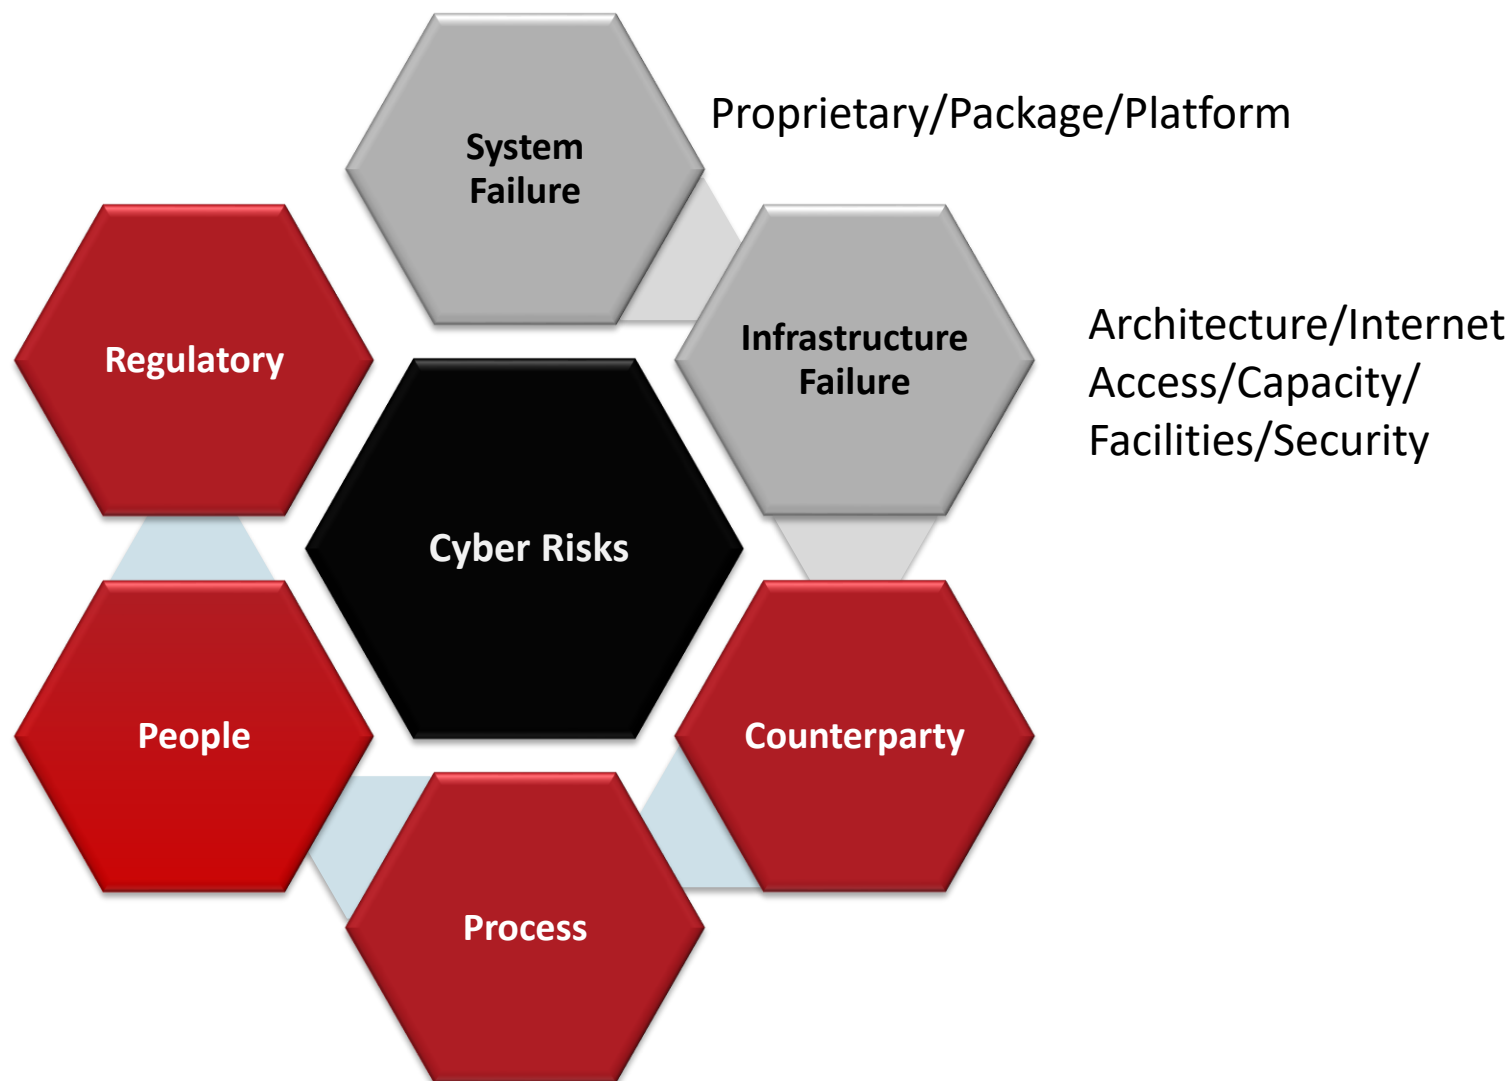 System
Failure
Proprietary/Package/Platform
Regulatory
Infrastructure
Failure
Architecture/Internet
Access/Capacity/
Facilities/Security
Cyber Risks
People
Counterparty
Process